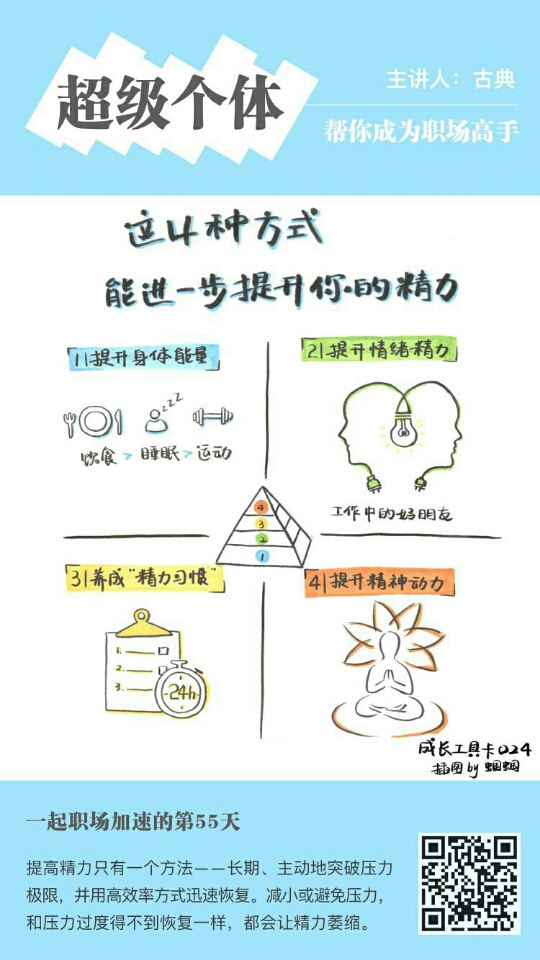 超级个体
主讲人：古典
帮你成为职场高手
这4种方式
能进一步提升你的精力
1|提升身体能量
zzz
饮食 > 睡眠 > 运动
2|提升情绪精力
工作中的好朋友
4
3
2
1
3|养成“精力习惯”
1.
2.
3.
24h
4|提升精神动力
成长工具卡024
插图by 蝈蝈
一起职场加速的第55天
提高精力只有一个方法——长期、主动地突破压力
极限，并用高效率方式迅速恢复。减小或避免压力，
和压力过度得不到恢复一样，都会让精力萎缩。